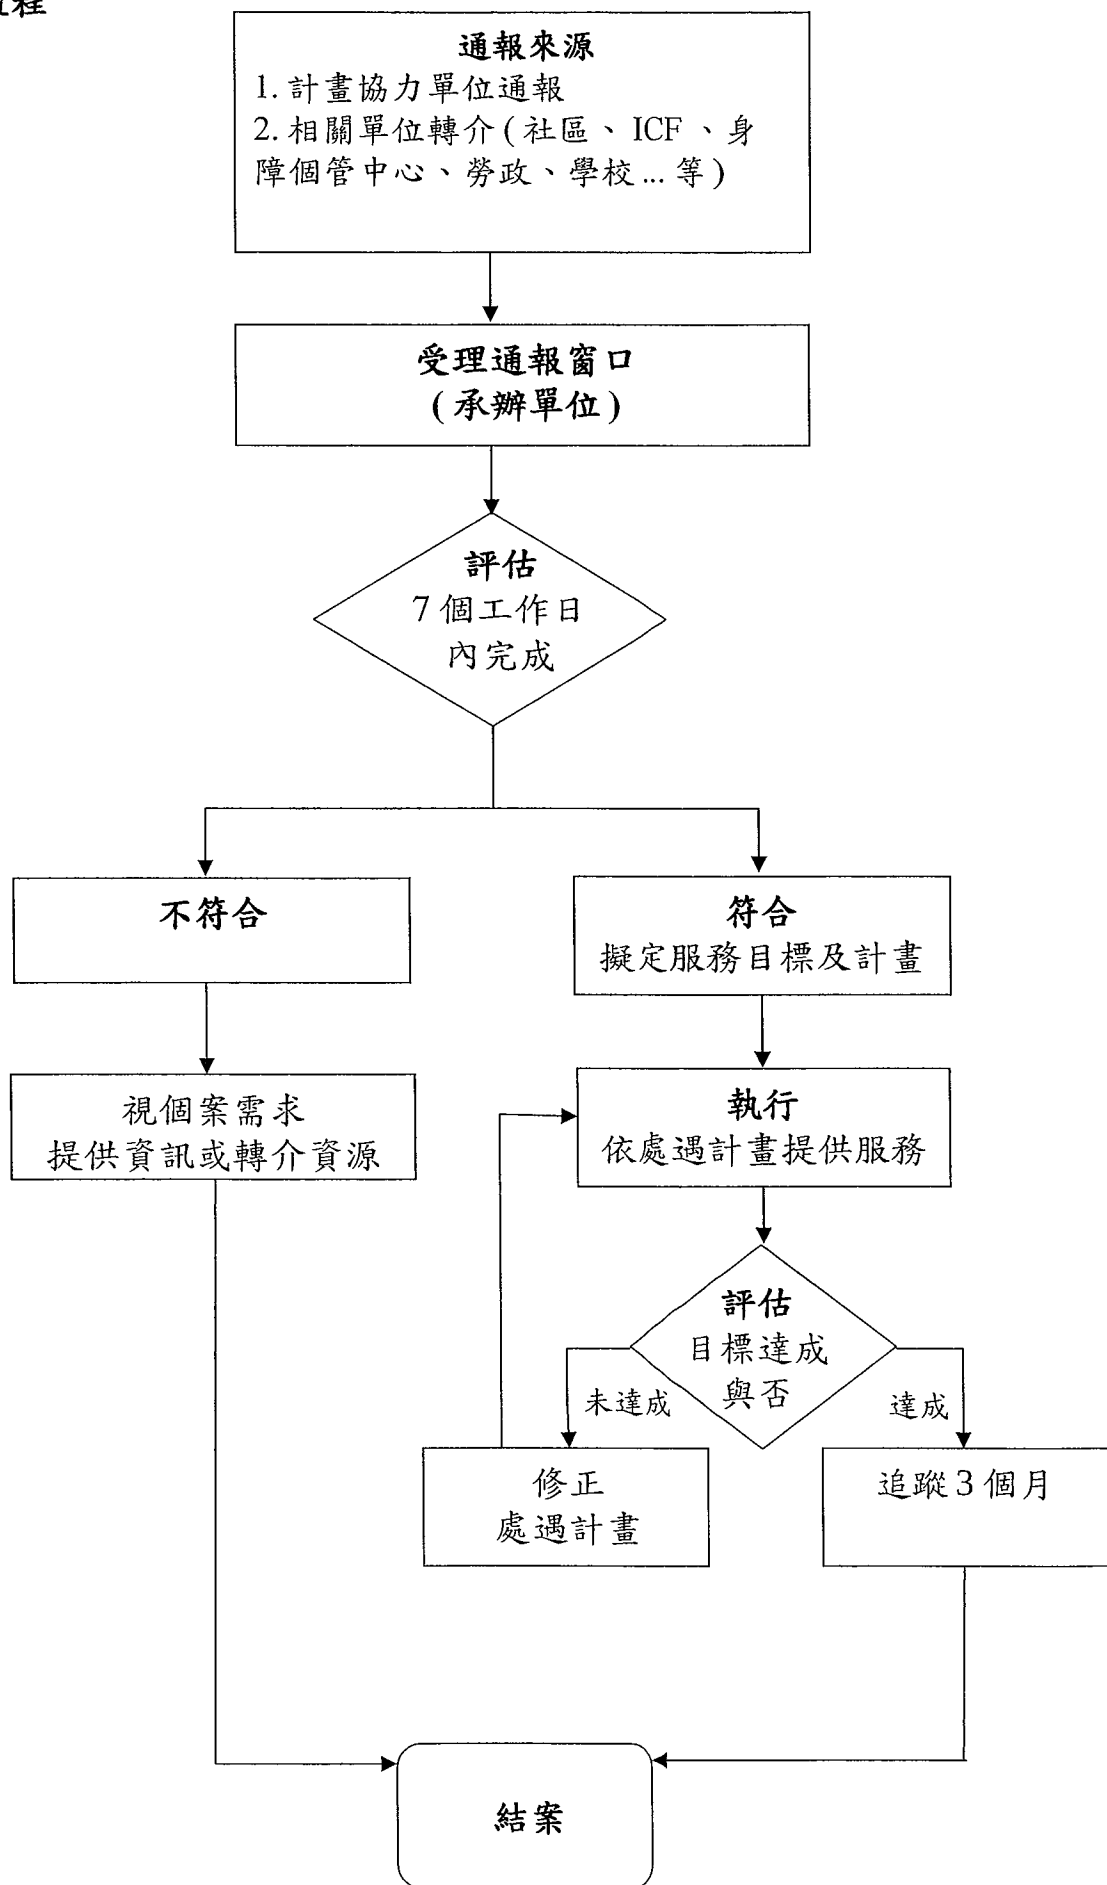 程
通報來源
1. 計畫協力單位通報
2. 相關單位轉介(社區、ICF、身
障個管中心、勞政、學校...等)
受理通報窗口
(承辦單位)
評估
7個工作日
內完成
不符合
符合
擬定服務目標及計畫
視個案需求
提供資訊或轉介資源
執行
依處遇計畫提供服務
評估
目標達成
與否
未達成
達成
修正
處遇計畫
追蹤3個月
結案